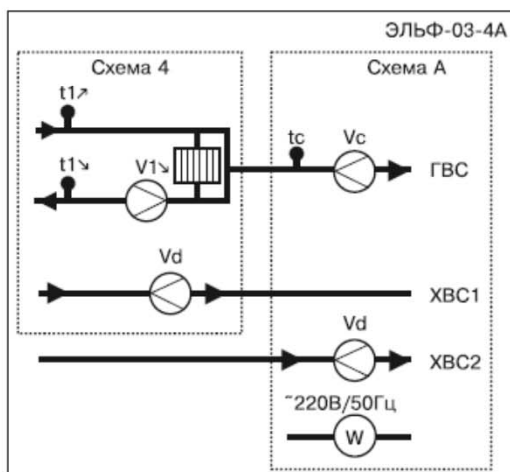 ЭЛЬФ-03-4А
Схема 4
Схема А
t1↗
tc
Vc
t1↘
V1↘
ГВС
Vd
ХВС1
Vd
ХВС2
~220В/50Гц
W